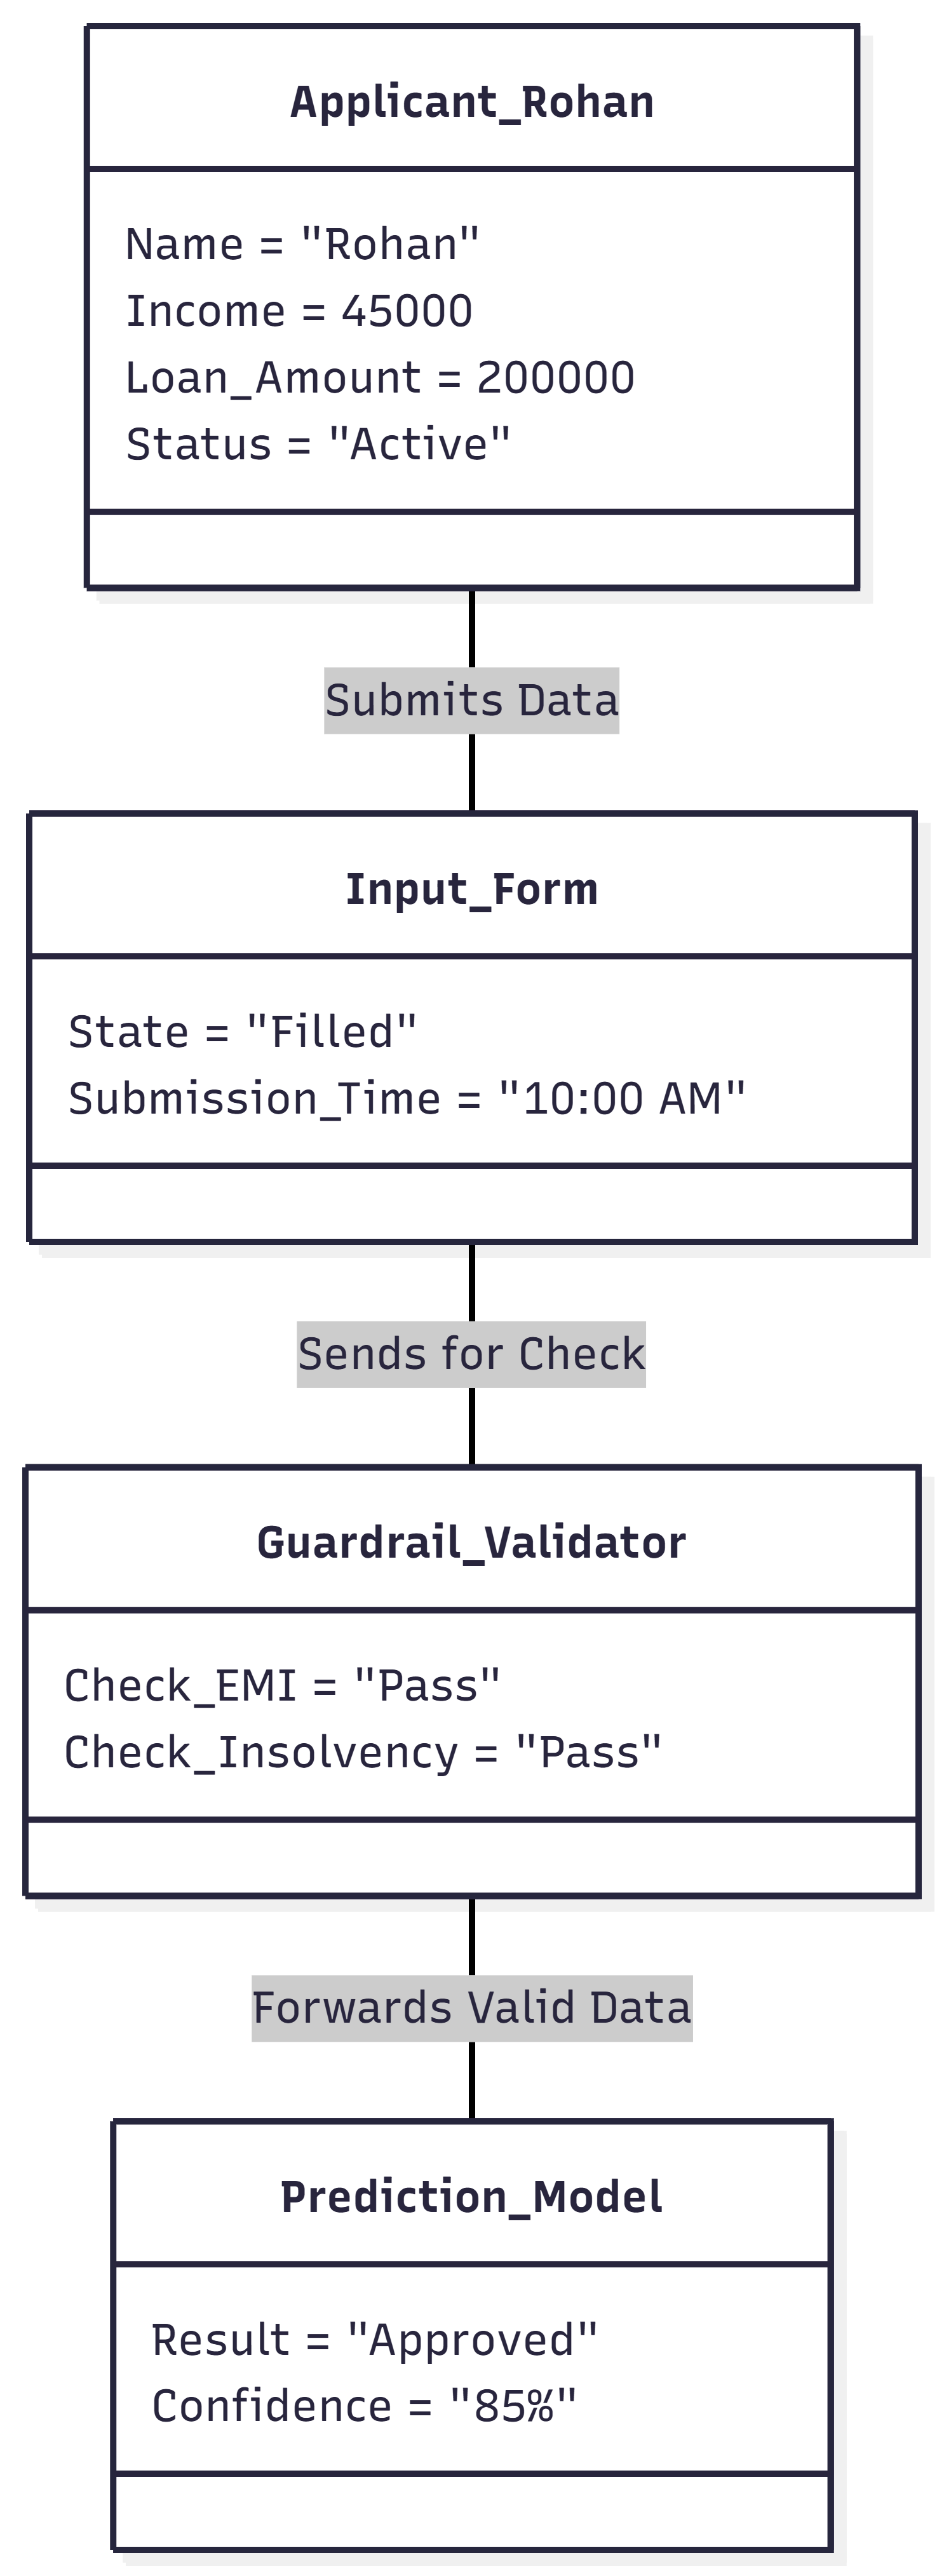 Applicant_Rohan
Name = "Rohan"
Income = 45000
Loan_Amount = 200000
Status = "Active"
Submits Data
Input_Form
State = "Filled"
Submission_Time = "10:00 AM"
Sends for Check
Guardrail_Validator
Check_EMI = "Pass"
Check_Insolvency = "Pass"
Forwards Valid Data
Prediction_Model
Result = "Approved"
Confidence = "85%"